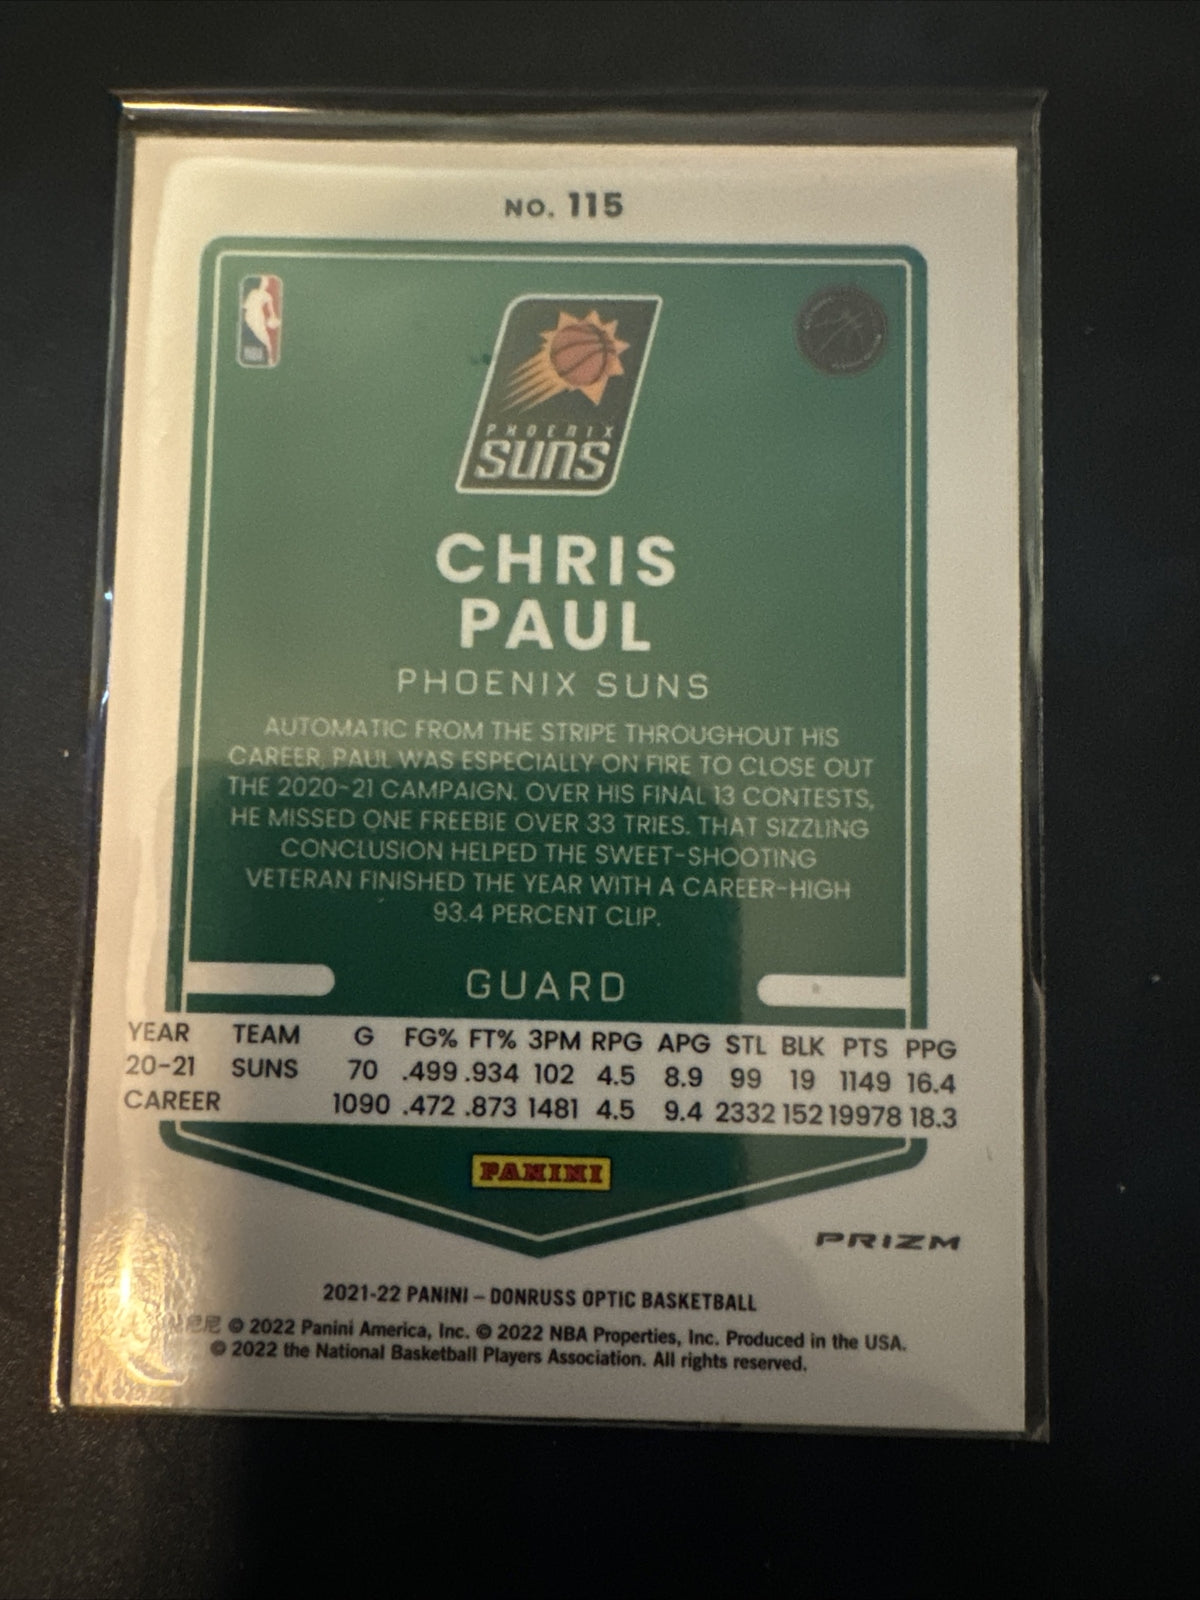 NO. 115
PHOENIX
SUNS
CHRIS
PAUL
PHOENIX SUNS
AUTOMATIC FROM THE STRIPE THROUGHOUT HIS
CAREER, PAUL WAS ESPECIALLY ON FIRE TO CLOSE OUT
THE 2020-21 CAMPAIGN. OVER HIS FINAL 13 CONTESTS,
HE MISSED ONE FREEBIE OVER 33 TRIES. THAT SIZZLING
CONCLUSION HELPED THE SWEET-SHOOTING
VETERAN FINISHED THE YEAR WITH A CAREER-HIGH
93.4 PERCENT CLIP.
GUARD
YEAR TEAM G FG% FT% 3PM RPG APG STL BLK PTS PPG
20-21 SUNS 70 .499 .934 102 4.5 8.9 99 19 1149 16.4
CAREER 1090 .472 .873 1481 4.5 9.4 2332 152 19978 18.3
PANINI
PRIZM
2021-22 PANINI – DONRUSS OPTIC BASKETBALL
© 2022 Panini America, Inc. © 2022 NBA Properties, Inc. Produced in the USA.
© 2022 the National Basketball Players Association. All rights reserved.